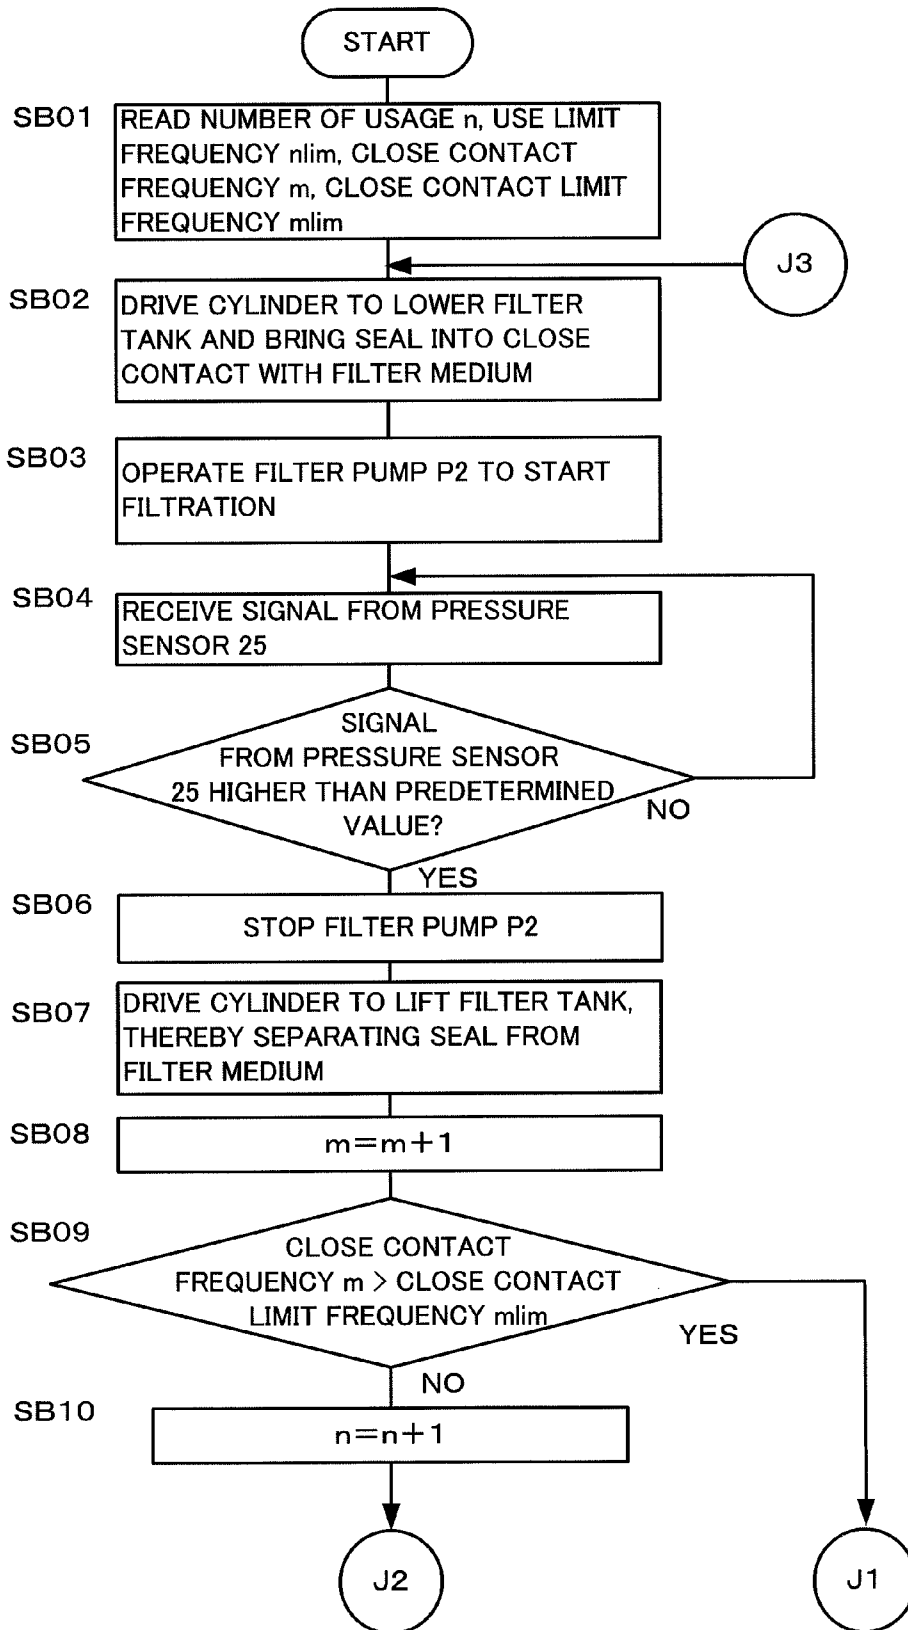 START
SB01
READ NUMBER OF USAGE n, USE LIMIT
FREQUENCY nlim, CLOSE CONTACT
FREQUENCY m, CLOSE CONTACT LIMIT
FREQUENCY mlim
J3
SB02
DRIVE CYLINDER TO LOWER FILTER
TANK AND BRING SEAL INTO CLOSE
CONTACT WITH FILTER MEDIUM
SB03
OPERATE FILTER PUMP P2 TO START
FILTRATION
SB04
RECEIVE SIGNAL FROM PRESSURE
SENSOR 25
SB05
SIGNAL
FROM PRESSURE SENSOR
25 HIGHER THAN PREDETERMINED
VALUE?
NO
YES
SB06
STOP FILTER PUMP P2
SB07
DRIVE CYLINDER TO LIFT FILTER TANK,
THEREBY SEPARATING SEAL FROM
FILTER MEDIUM
SB08
m=m+1
SB09
CLOSE CONTACT
FREQUENCY m > CLOSE CONTACT
LIMIT FREQUENCY mlim
YES
NO
SB10
n=n+1
J2
J1